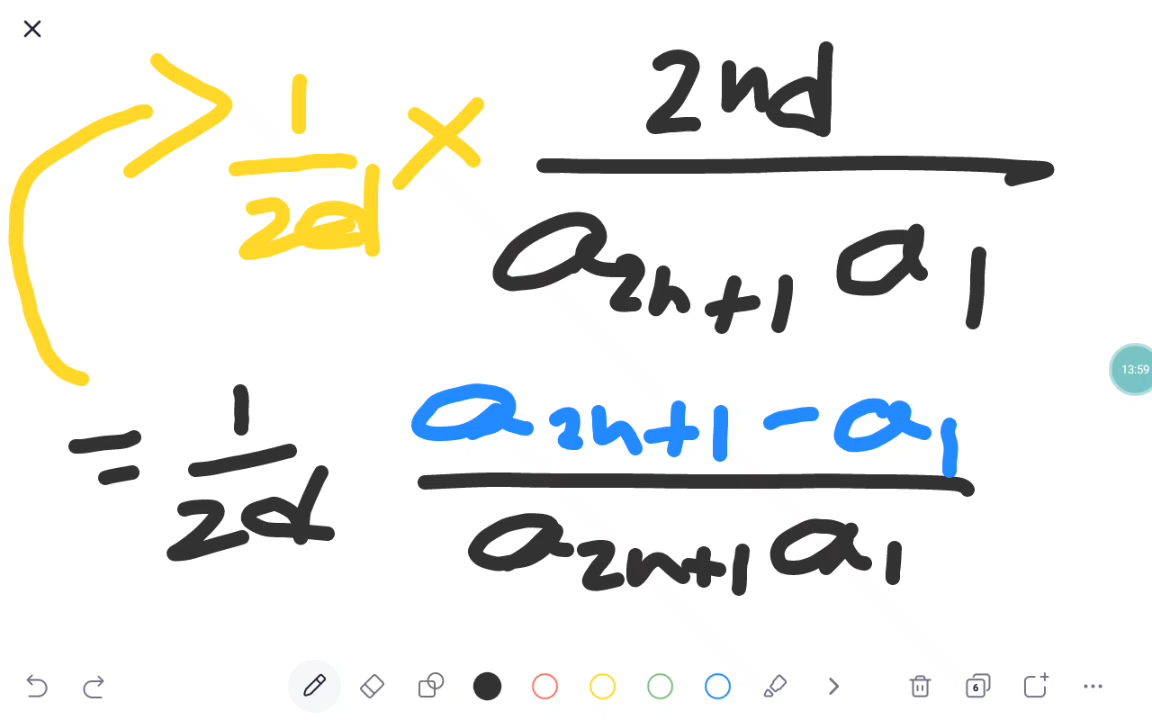 > 1/2d × 2nd/a_{2n+1} a_1
= 1/2d a_{2n+1} - a_1/a_{2n+1} a_1
13:59
6